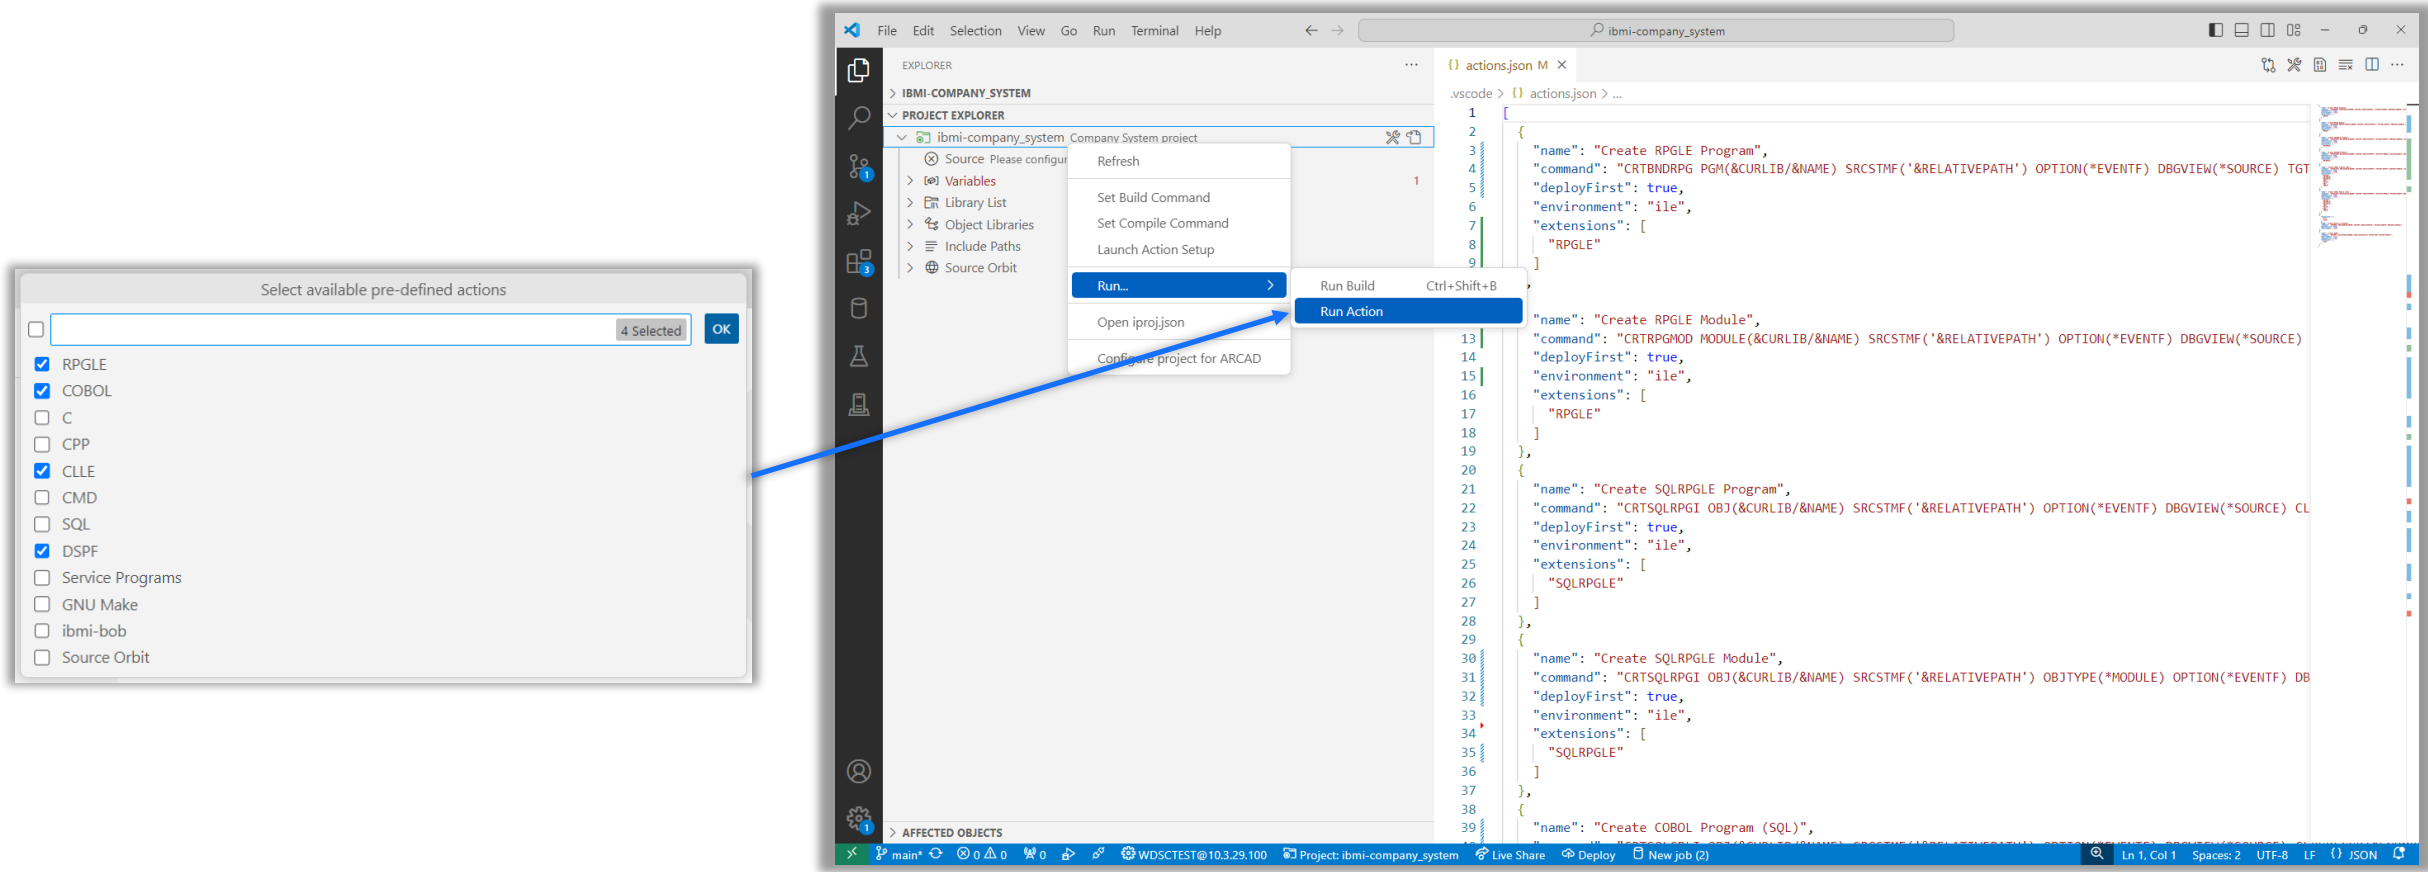 Select available pre-defined actions
4 Selected
OK
RPGLE
COBOL
C
CPP
CLLE
CMD
SQL
DSPF
Service Programs
GNU Make
ibmi-bob
Source Orbit
File Edit Selection View Go Run Terminal Help
ibmi-company_system
EXPLORER
IBMI-COMPANY_SYSTEM
PROJECT EXPLORER
ibmi-company_system Company System project
Source Please configur
Variables 1
Library List
Object Libraries
Include Paths
Source Orbit
Refresh
Set Build Command
Set Compile Command
Launch Action Setup
Run...
Open iproj.json
Configure project for ARCAD
Run Build Ctrl+Shift+B
Run Action
AFFECTED OBJECTS
1
3
1
{} actions.json M
.vscode > {} actions.json > ...
1 [
2 {
3 "name": "Create RPGLE Program",
4 "command": "CRTBNDRPG PGM(&CURLIB/&NAME) SRCSTMF('&RELATIVEPATH') OPTION(*EVENTF) DBGVIEW(*SOURCE) TGT
5 "deployFirst": true,
6 "environment": "ile",
7 "extensions": [
8 "RPGLE"
9 ]
,
"name": "Create RPGLE Module",
13 "command": "CRTRPGMOD MODULE(&CURLIB/&NAME) SRCSTMF('&RELATIVEPATH') OPTION(*EVENTF) DBGVIEW(*SOURCE)
14 "deployFirst": true,
15 "environment": "ile",
16 "extensions": [
17 "RPGLE"
18 ]
19 },
20 {
21 "name": "Create SQLRPGLE Program",
22 "command": "CRTSQLRPGI OBJ(&CURLIB/&NAME) SRCSTMF('&RELATIVEPATH') OPTION(*EVENTF) DBGVIEW(*SOURCE) CL
23 "deployFirst": true,
24 "environment": "ile",
25 "extensions": [
26 "SQLRPGLE"
27 ]
28 },
29 {
30 "name": "Create SQLRPGLE Module",
31 "command": "CRTSQLRPGI OBJ(&CURLIB/&NAME) SRCSTMF('&RELATIVEPATH') OBJTYPE(*MODULE) OPTION(*EVENTF) DB
32 "deployFirst": true,
33 "environment": "ile",
34 "extensions": [
35 "SQLRPGLE"
36 ]
37 },
38 {
39 "name": "Create COBOL Program (SQL)",
main* 0 0 0 WDSCTEST@10.3.29.100 Project: ibmi-company_system Live Share Deploy New job (2) Ln 1, Col 1 Spaces: 2 UTF-8 LF {} JSON